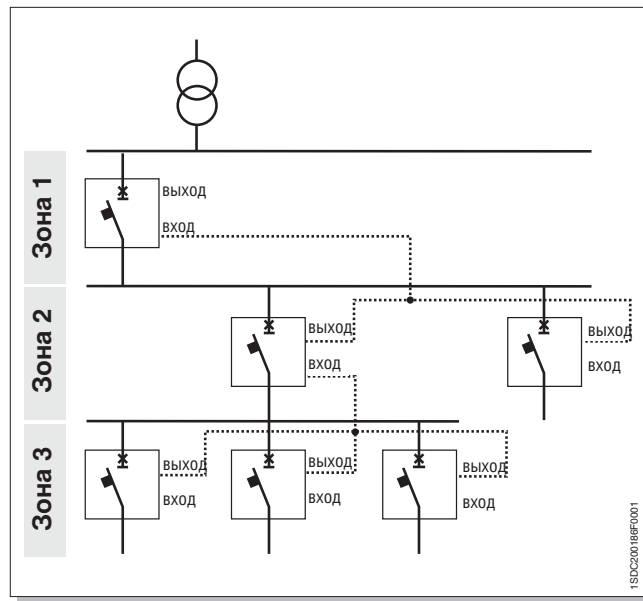 Зона 1
выход
вход
Зона 2
выход
вход
выход
вход
Зона 3
выход
вход
выход
вход
выход
вход
1SDC200186F0001